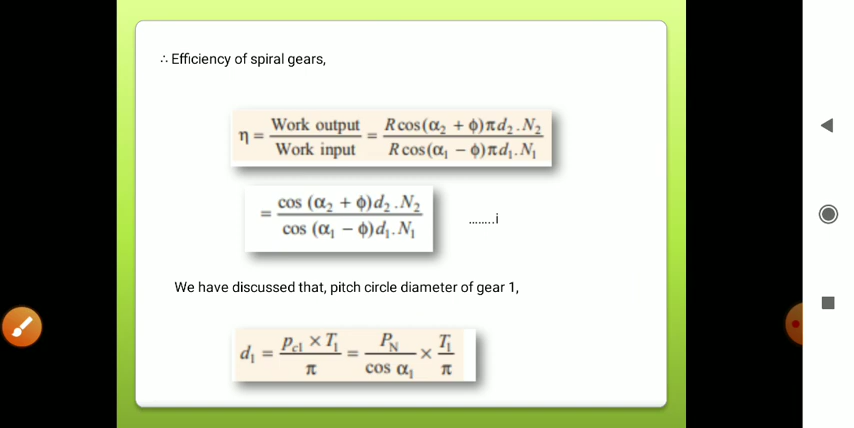 ∴ Efficiency of spiral gears,
η = Work output / Work input = R cos(α₂ + φ)π d₂ . N₂ / R cos(α₁ − φ)π d₁ . N₁
= cos (α₂ + φ) d₂ . N₂ / cos (α₁ − φ) d₁ . N₁ ........i
We have discussed that, pitch circle diameter of gear 1,
d₁ = p_c1 × T₁ / π = P_N / cos α₁ × T₁ / π